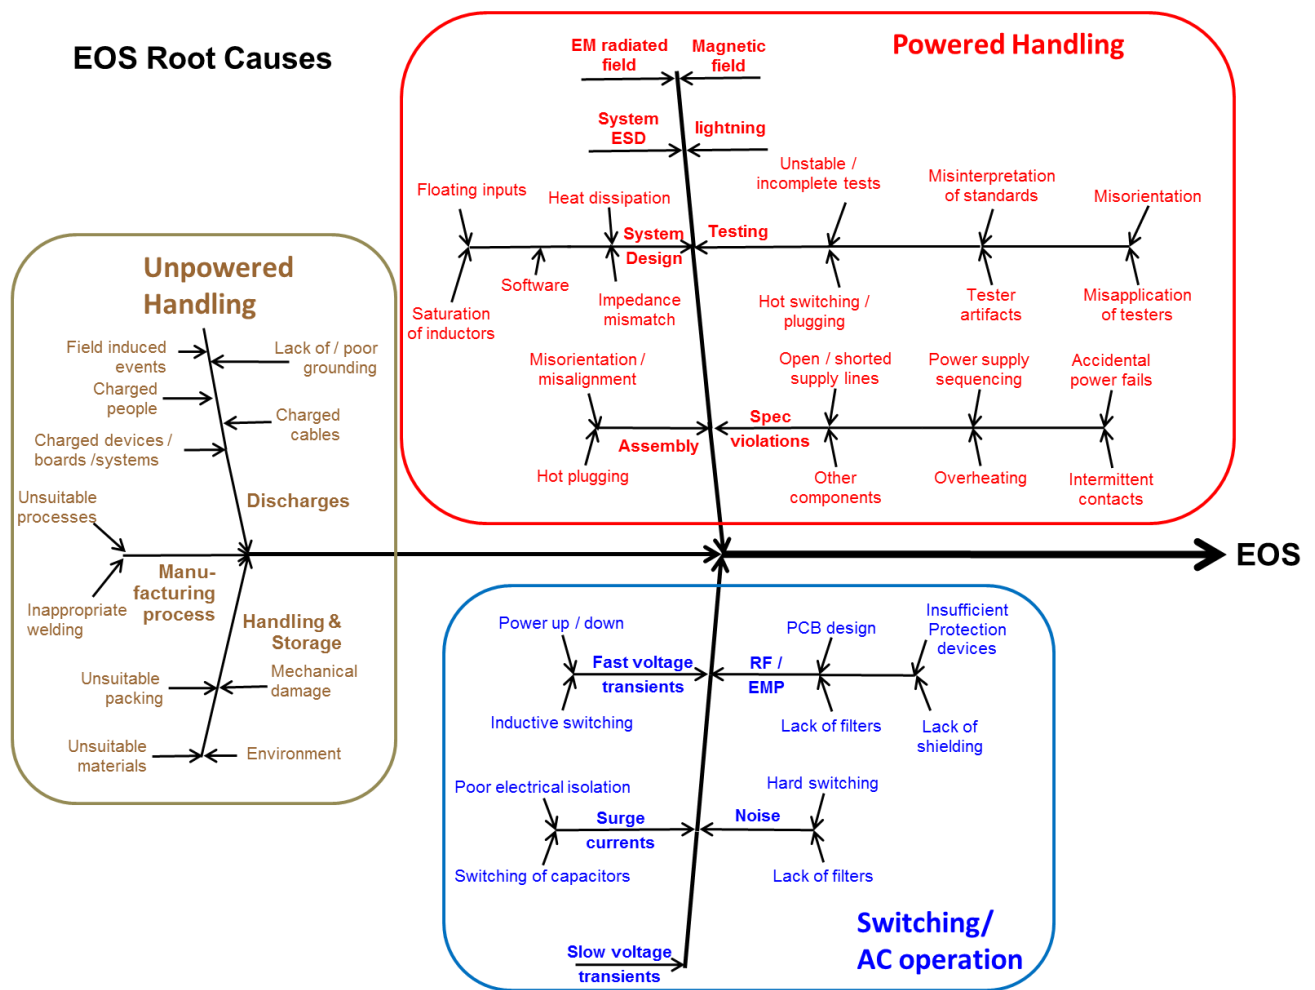 EOS Root Causes
Powered Handling
EM radiated
field
Magnetic
field
System
ESD
lightning
Floating inputs
Heat dissipation
Unstable /
incomplete tests
Misinterpretation
of standards
Misorientation
System
Design
Testing
Software
Saturation
of inductors
Impedance
mismatch
Hot switching /
plugging
Tester
artifacts
Misapplication
of testers
Misorientation /
misalignment
Open / shorted
supply lines
Power supply
sequencing
Accidental
power fails
Assembly
Spec
violations
Hot plugging
Other
components
Overheating
Intermittent
contacts
Unpowered
Handling
Field induced
events
Lack of / poor
grounding
Charged
people
Charged
cables
Charged devices /
boards /systems
Discharges
Unsuitable
processes
Manu-
facturing
process
Inappropriate
welding
Handling &
Storage
Unsuitable
packing
Mechanical
damage
Unsuitable
materials
Environment
EOS
Power up / down
PCB design
Insufficient
Protection
devices
Fast voltage
transients
RF /
EMP
Inductive switching
Lack of filters
Lack of
shielding
Poor electrical isolation
Hard switching
Surge
currents
Noise
Switching of capacitors
Lack of filters
Slow voltage
transients
Switching/
AC operation